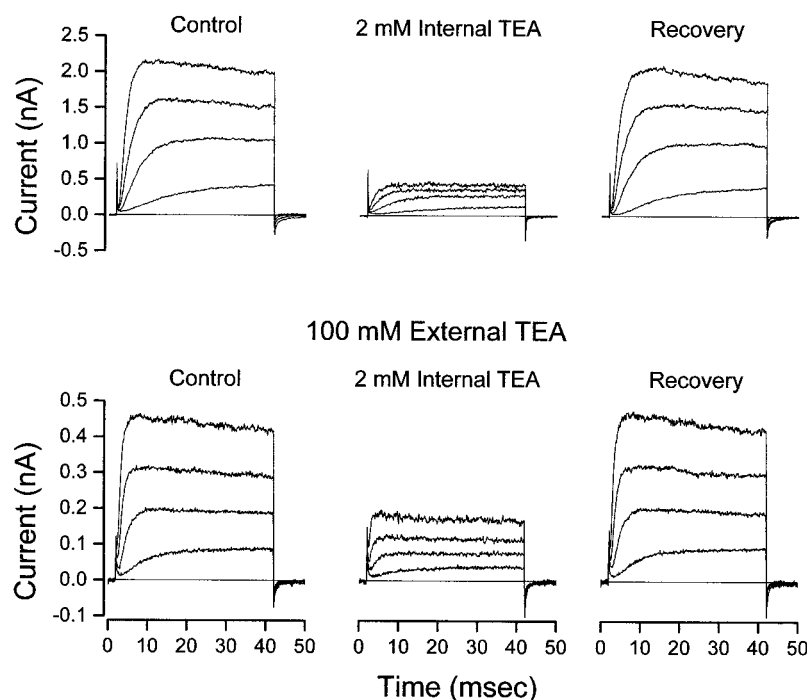 Control
2 mM Internal TEA
Recovery
Current (nA)
2.5
2.0
1.5
1.0
0.5
0.0
-0.5
100 mM External TEA
Control
2 mM Internal TEA
Recovery
Current (nA)
0.5
0.4
0.3
0.2
0.1
0.0
-0.1
0 10 20 30 40 50
0 10 20 30 40 50
0 10 20 30 40 50
Time (msec)